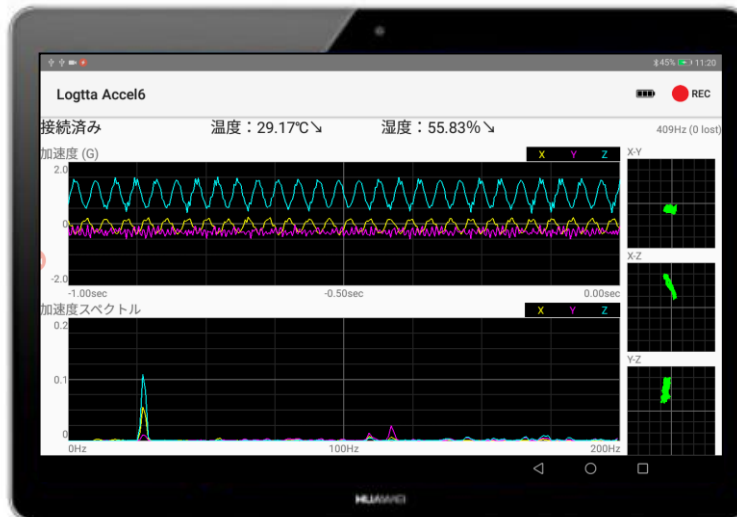 45% 11:20
Logtta Accel6
REC
接続済み 温度：29.17℃↘ 湿度：55.83%↘ 409Hz (0 lost)
加速度 (G) X Y Z X-Y
2.0
0
-2.0
-1.00sec -0.50sec 0.00sec
X-Z
加速度スペクトル X Y Z
0.2
0.1
0
Y-Z
0Hz 100Hz 200Hz
HUAWEI